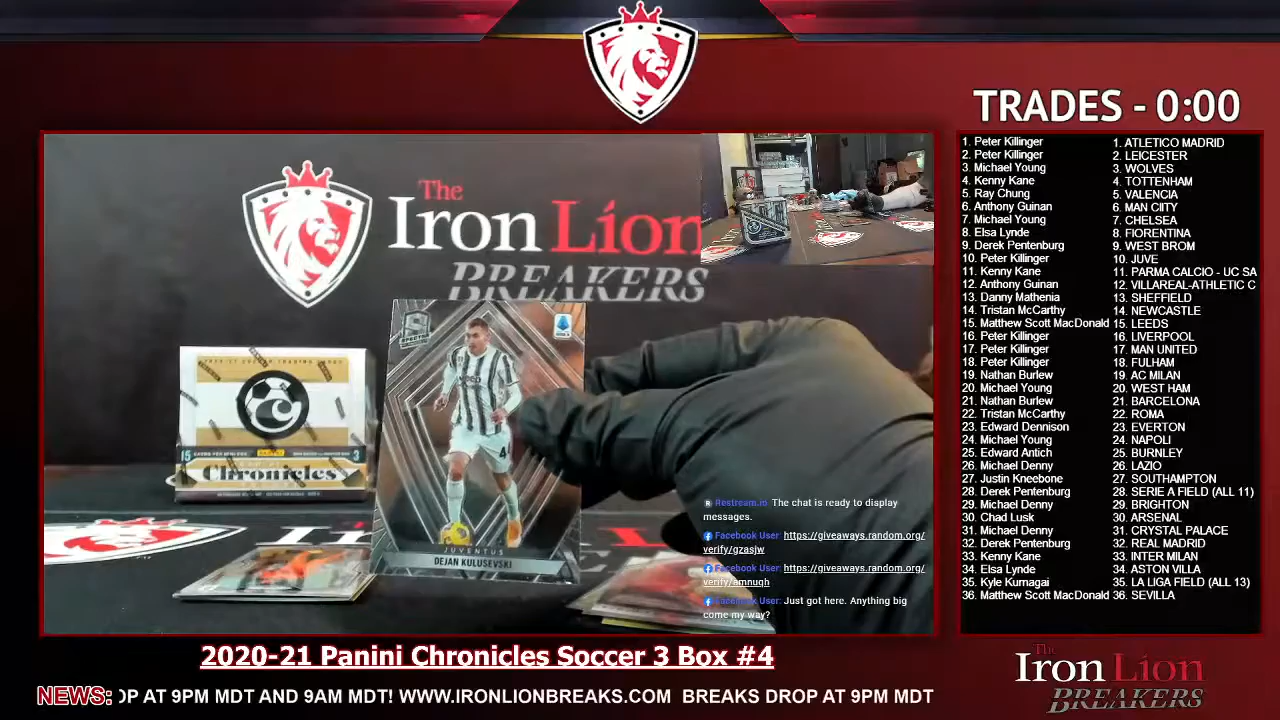 TRADES - 0:00
1. Peter Killinger 1. ATLETICO MADRID
2. Peter Killinger 2. LEICESTER
3. Michael Young 3. WOLVES
4. Kenny Kane 4. TOTTENHAM
5. Ray Chung 5. VALENCIA
6. Anthony Guinan 6. MAN CIITY
7. Michael Young 7. CHELSEA
8. Elsa Lynde 8. FIORENTINA
9. Derek Pentenburg 9. WEST BROM
10. Peter Killinger 10. JUVE
11. Kenny Kane 11. PARMA CALCIO - UC SA
12. Anthony Guinan 12. VILLAREAL-ATHLETIC C
13. Danny Mathenia 13. SHEFFIELD
14. Tristan McCarthy 14. NEWCASTLE
15. Matthew Scott MacDonald 15. LEEDS
16. Peter Killinger 16. LIVERPOOL
17. Peter Killinger 17. MAN UNITED
18. Peter Killinger 18. FULHAM
19. Nathan Burlew 19. AC MILAN
20. Michael Young 20. WEST HAM
21. Nathan Burlew 21. BARCELONA
22. Tristan McCarthy 22. ROMA
23. Edward Dennison 23. EVERTON
24. Michael Young 24. NAPOLI
25. Edward Antich 25. BURNLEY
26. Michael Denny 26. LAZIO
27. Justin Kneebone 27. SOUTHAMPTON
28. Derek Pentenburg 28. SERIE A FIELD (ALL 11)
29. Michael Denny 29. BRIGHTON
30. Chad Lusk 30. ARSENAL
31. Michael Denny 31. CRYSTAL PALACE
32. Derek Pentenburg 32. REAL MADRID
33. Kenny Kane 33. INTER MILAN
34. Elsa Lynde 34. ASTON VILLA
35. Kyle Kumagai 35. LA LIGA FIELD (ALL 13)
36. Matthew Scott MacDonald 36. SEVILLA
The
Iron Lion
BREAKERS
15
3
Chronicles
JUVENTUS
DEJAN KULUSEVSKI
Restream.io The chat is ready to display
messages.
Facebook User: https://giveaways.random.org/
verify/gzasjw
Facebook User: https://giveaways.random.org/
verify/amnuqh
Facebook User: Just got here. Anything big
come my way?
2020-21 Panini Chronicles Soccer 3 Box #4
NEWS: OP AT 9PM MDT AND 9AM MDT! WWW.IRONLIONBREAKS.COM BREAKS DROP AT 9PM MDT
The
Iron Lion
BREAKERS